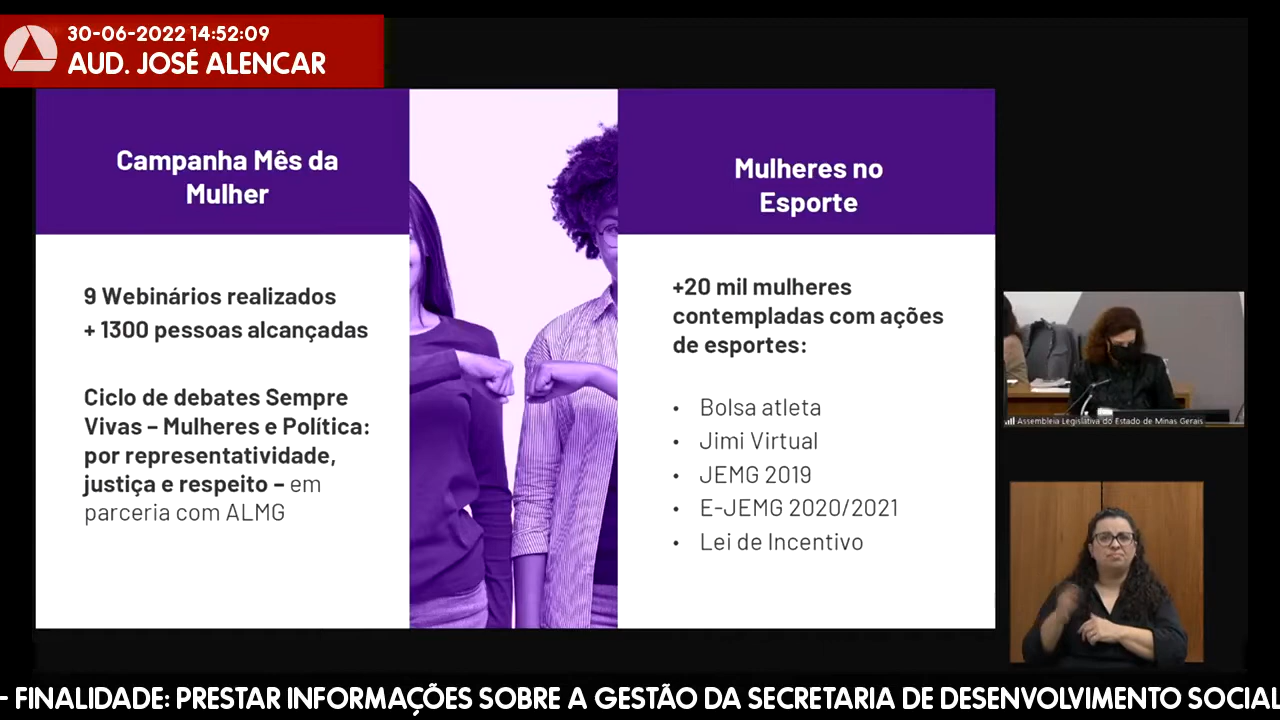 30-06-2022 14:52:09
AUD. JOSÉ ALENCAR
Campanha Mês da
Mulher
9 Webinários realizados
+ 1300 pessoas alcançadas
Ciclo de debates Sempre
Vivas – Mulheres e Política:
por representatividade,
justiça e respeito – em
parceria com ALMG
Mulheres no
Esporte
+20 mil mulheres
contempladas com ações
de esportes:
• Bolsa atleta
• Jimi Virtual
• JEMG 2019
• E-JEMG 2020/2021
• Lei de Incentivo
Assembleia Legislativa do Estado de Minas Gerais
- FINALIDADE: PRESTAR INFORMAÇÕES SOBRE A GESTÃO DA SECRETARIA DE DESENVOLVIMENTO SOCIAL